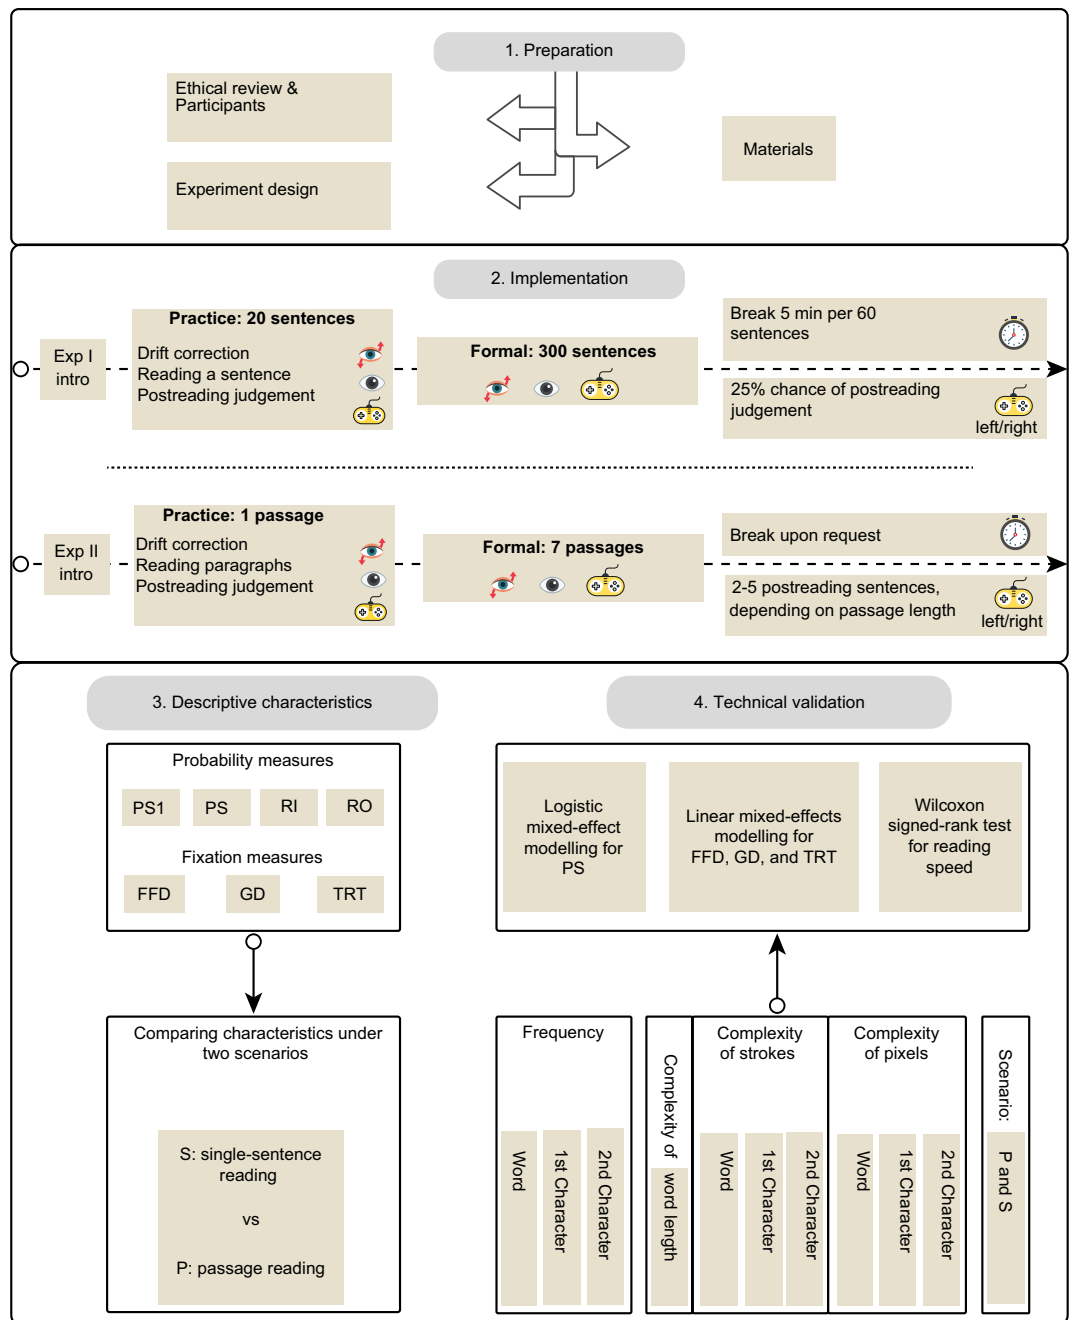 1. Preparation
Ethical review &
Participants
Experiment design
Materials
2. Implementation
Exp I
intro
Practice: 20 sentences
Drift correction
Reading a sentence
Postreading judgement
Formal: 300 sentences
Break 5 min per 60
sentences
25% chance of postreading
judgement
left/right
Exp II
intro
Practice: 1 passage
Drift correction
Reading paragraphs
Postreading judgement
Formal: 7 passages
Break upon request
2-5 postreading sentences,
depending on passage length
left/right
3. Descriptive characteristics
Probability measures
PS1
PS
RI
RO
Fixation measures
FFD
GD
TRT
Comparing characteristics under
two scenarios
S: single-sentence
reading
vs
P: passage reading
4. Technical validation
Logistic
mixed-effect
modelling for
PS
Linear mixed-effects
modelling for
FFD, GD, and TRT
Wilcoxon
signed-rank test
for reading
speed
Frequency
Word
1st Character
2nd Character
Complexity of word length
Complexity
of strokes
Word
1st Character
2nd Character
Complexity
of pixels
Word
1st Character
2nd Character
Scenario: P and S